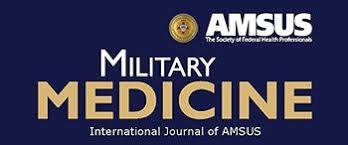 AMSUS
The Society of Federal Health Professionals
MILITARY
MEDICINE
International Journal of AMSUS